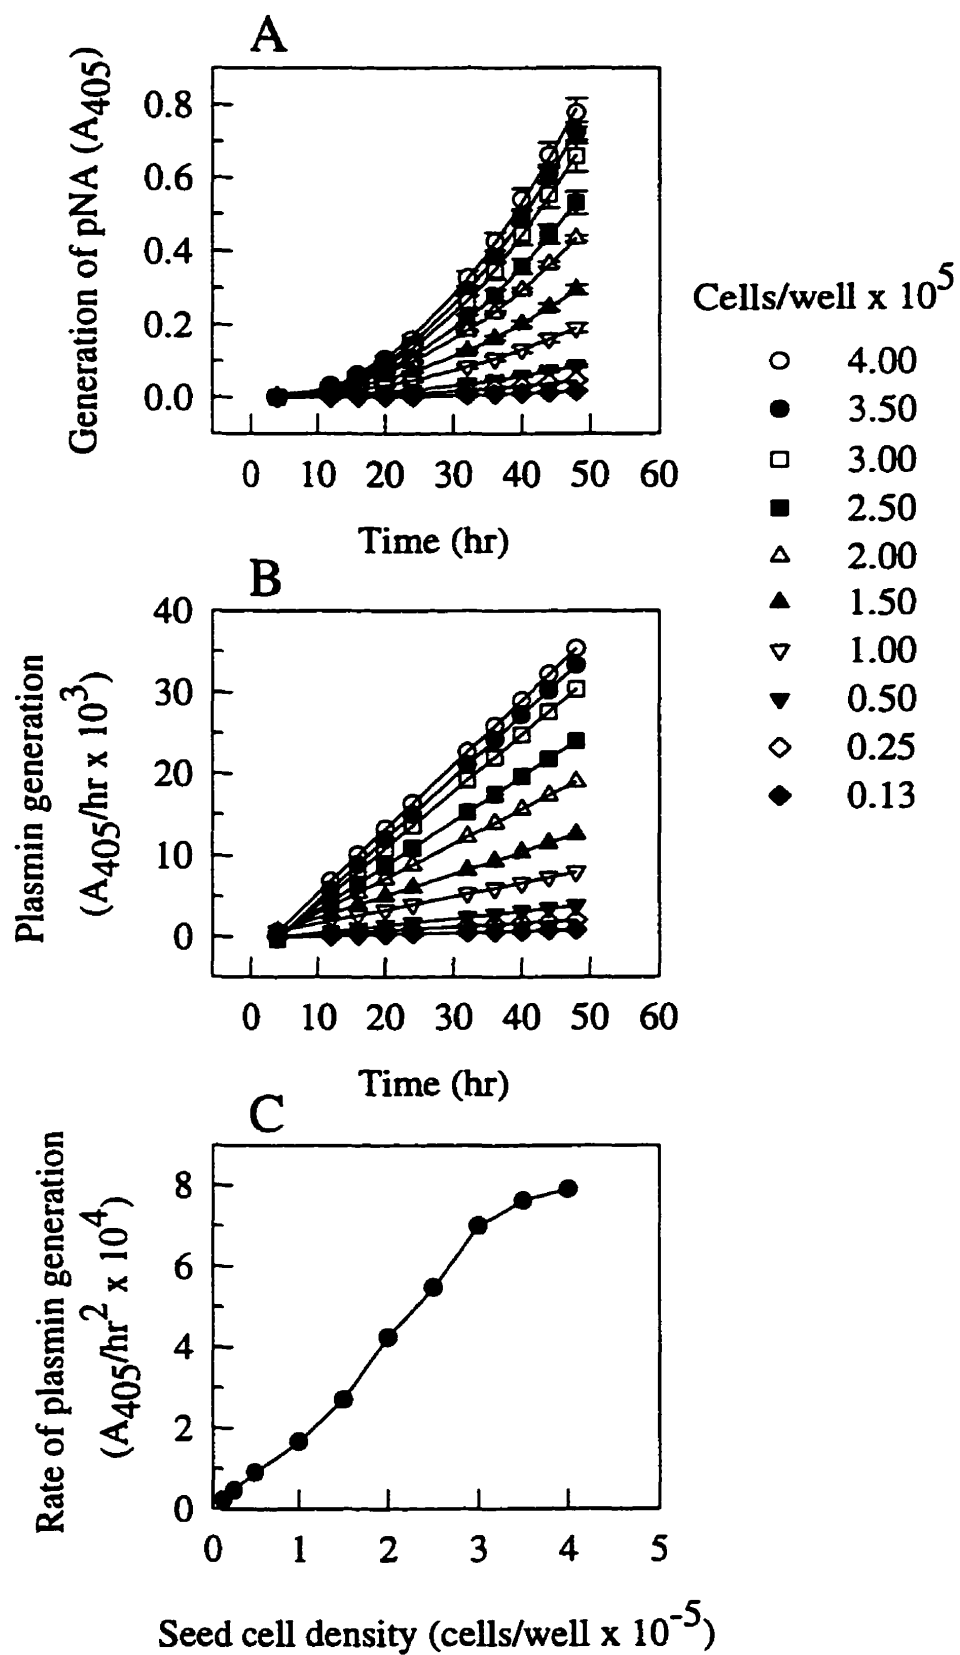 A
Generation of pNA (A405)
0.8
0.6
0.4
0.2
0.0
0 10 20 30 40 50 60
Time (hr)
Cells/well x 10^5
4.00
3.50
3.00
2.50
2.00
1.50
1.00
0.50
0.25
0.13
B
Plasmin generation
(A405/hr x 10^3)
40
30
20
10
0
0 10 20 30 40 50 60
Time (hr)
C
Rate of plasmin generation
(A405/hr^2 x 10^4)
8
6
4
2
0
0 1 2 3 4 5
Seed cell density (cells/well x 10^-5)